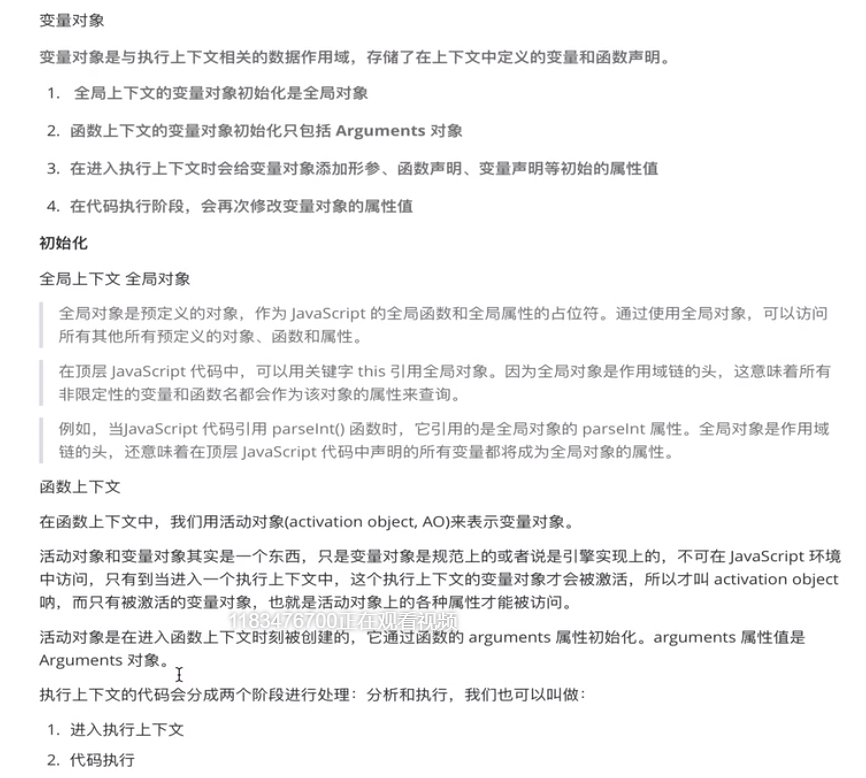 变量对象
变量对象是与执行上下文相关的数据作用域，存储了在上下文中定义的变量和函数声明。
1. 全局上下文的变量对象初始化是全局对象
2. 函数上下文的变量对象初始化只包括 Arguments 对象
3. 在进入执行上下文时会给变量对象添加形参、函数声明、变量声明等初始的属性值
4. 在代码执行阶段，会再次修改变量对象的属性值
初始化
全局上下文 全局对象
全局对象是预定义的对象，作为 JavaScript 的全局函数和全局属性的占位符。通过使用全局对象，可以访问
所有其他所有预定义的对象、函数和属性。
在顶层 JavaScript 代码中，可以用关键字 this 引用全局对象。因为全局对象是作用域链的头，这意味着所有
非限定性的变量和函数名都会作为该对象的属性来查询。
例如，当JavaScript 代码引用 parseInt() 函数时，它引用的是全局对象的 parseInt 属性。全局对象是作用域
链的头，还意味着在顶层 JavaScript 代码中声明的所有变量都将成为全局对象的属性。
函数上下文
在函数上下文中，我们用活动对象(activation object, AO)来表示变量对象。
活动对象和变量对象其实是一个东西，只是变量对象是规范上的或者说是引擎实现上的，不可在 JavaScript 环境
中访问，只有到当进入一个执行上下文中，这个执行上下文的变量对象才会被激活，所以才叫 activation object
呐，而只有被激活的变量对象，也就是活动对象上的各种属性才能被访问。
1183476700正在观看视频
活动对象是在进入函数上下文时刻被创建的，它通过函数的 arguments 属性初始化。arguments 属性值是
Arguments 对象。
执行上下文的代码会分成两个阶段进行处理：分析和执行，我们也可以叫做：
1. 进入执行上下文
2. 代码执行